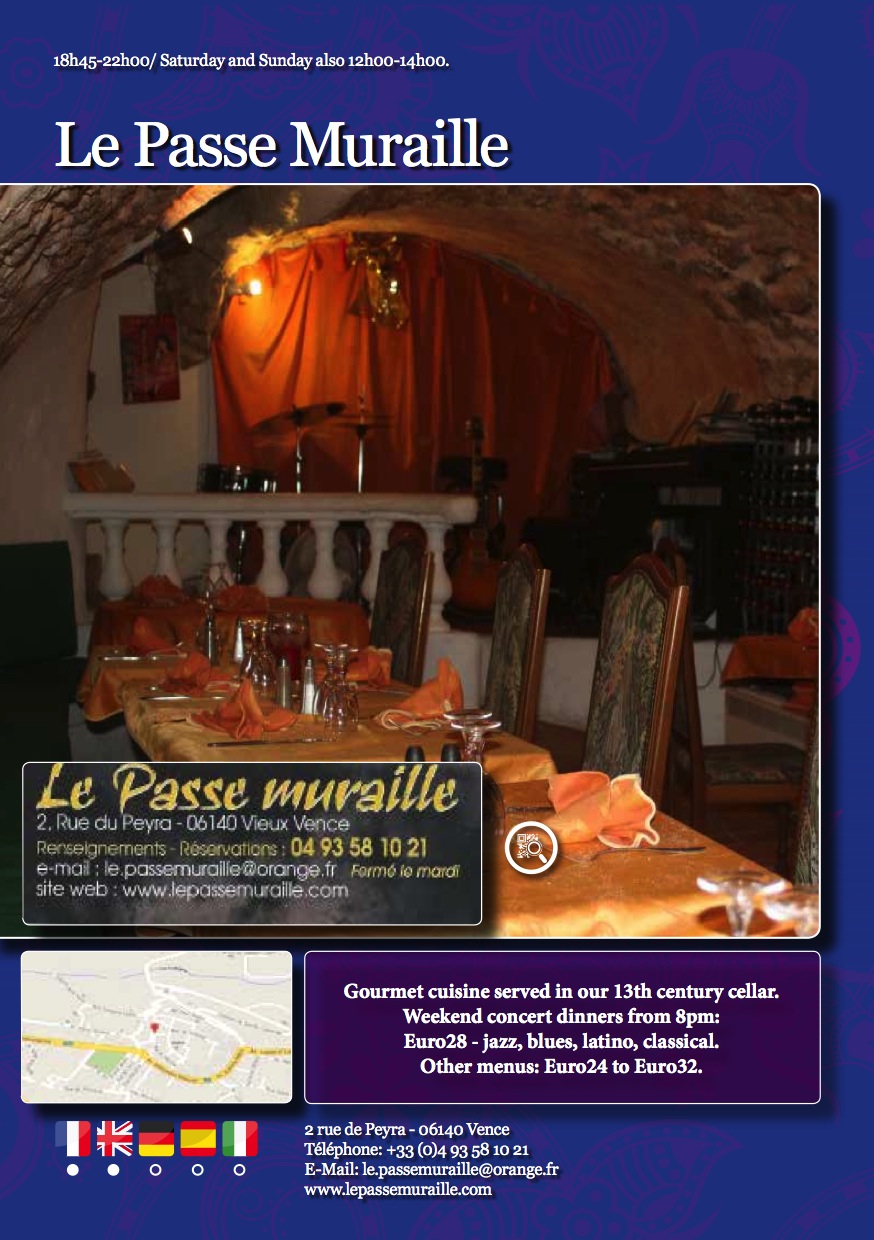 18h45-22h00/ Saturday and Sunday also 12h00-14h00.
Le Passe Muraille
Le Passe muraille
2, Rue du Peyra - 06140 Vieux Vence
Renseignements - Réservations : 04 93 58 10 21
e-mail : le.passemuraille@orange.fr Fermé le mardi
site web : www.lepassemuraille.com
Gourmet cuisine served in our 13th century cellar.
Weekend concert dinners from 8pm:
Euro28 - jazz, blues, latino, classical.
Other menus: Euro24 to Euro32.
2 rue de Peyra - 06140 Vence
Téléphone: +33 (0)4 93 58 10 21
E-Mail: le.passemuraille@orange.fr
www.lepassemuraille.com